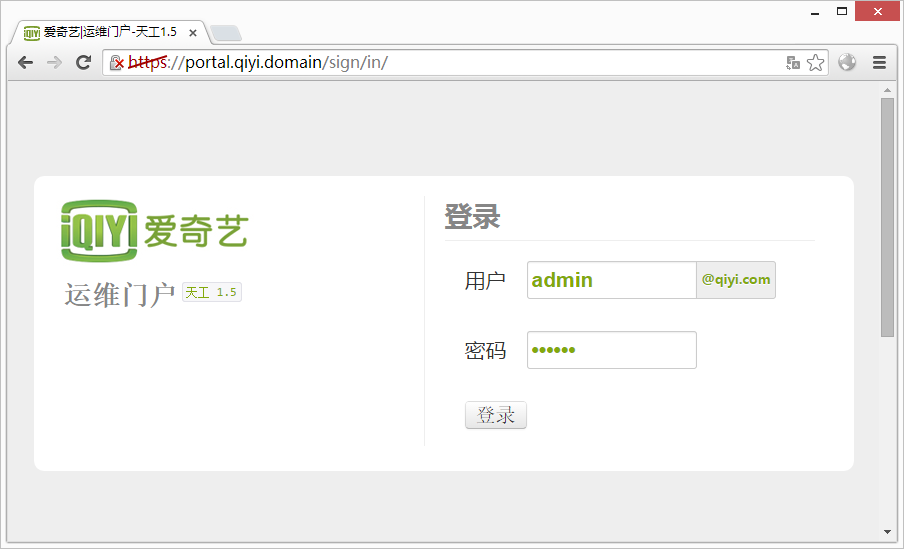 爱奇艺|运维门户-天工1.5
https://portal.qiyi.domain/sign/in/
iQIYI 爱奇艺
运维门户 天工 1.5
登录
用户 admin @qiyi.com
密码 ••••••
登录